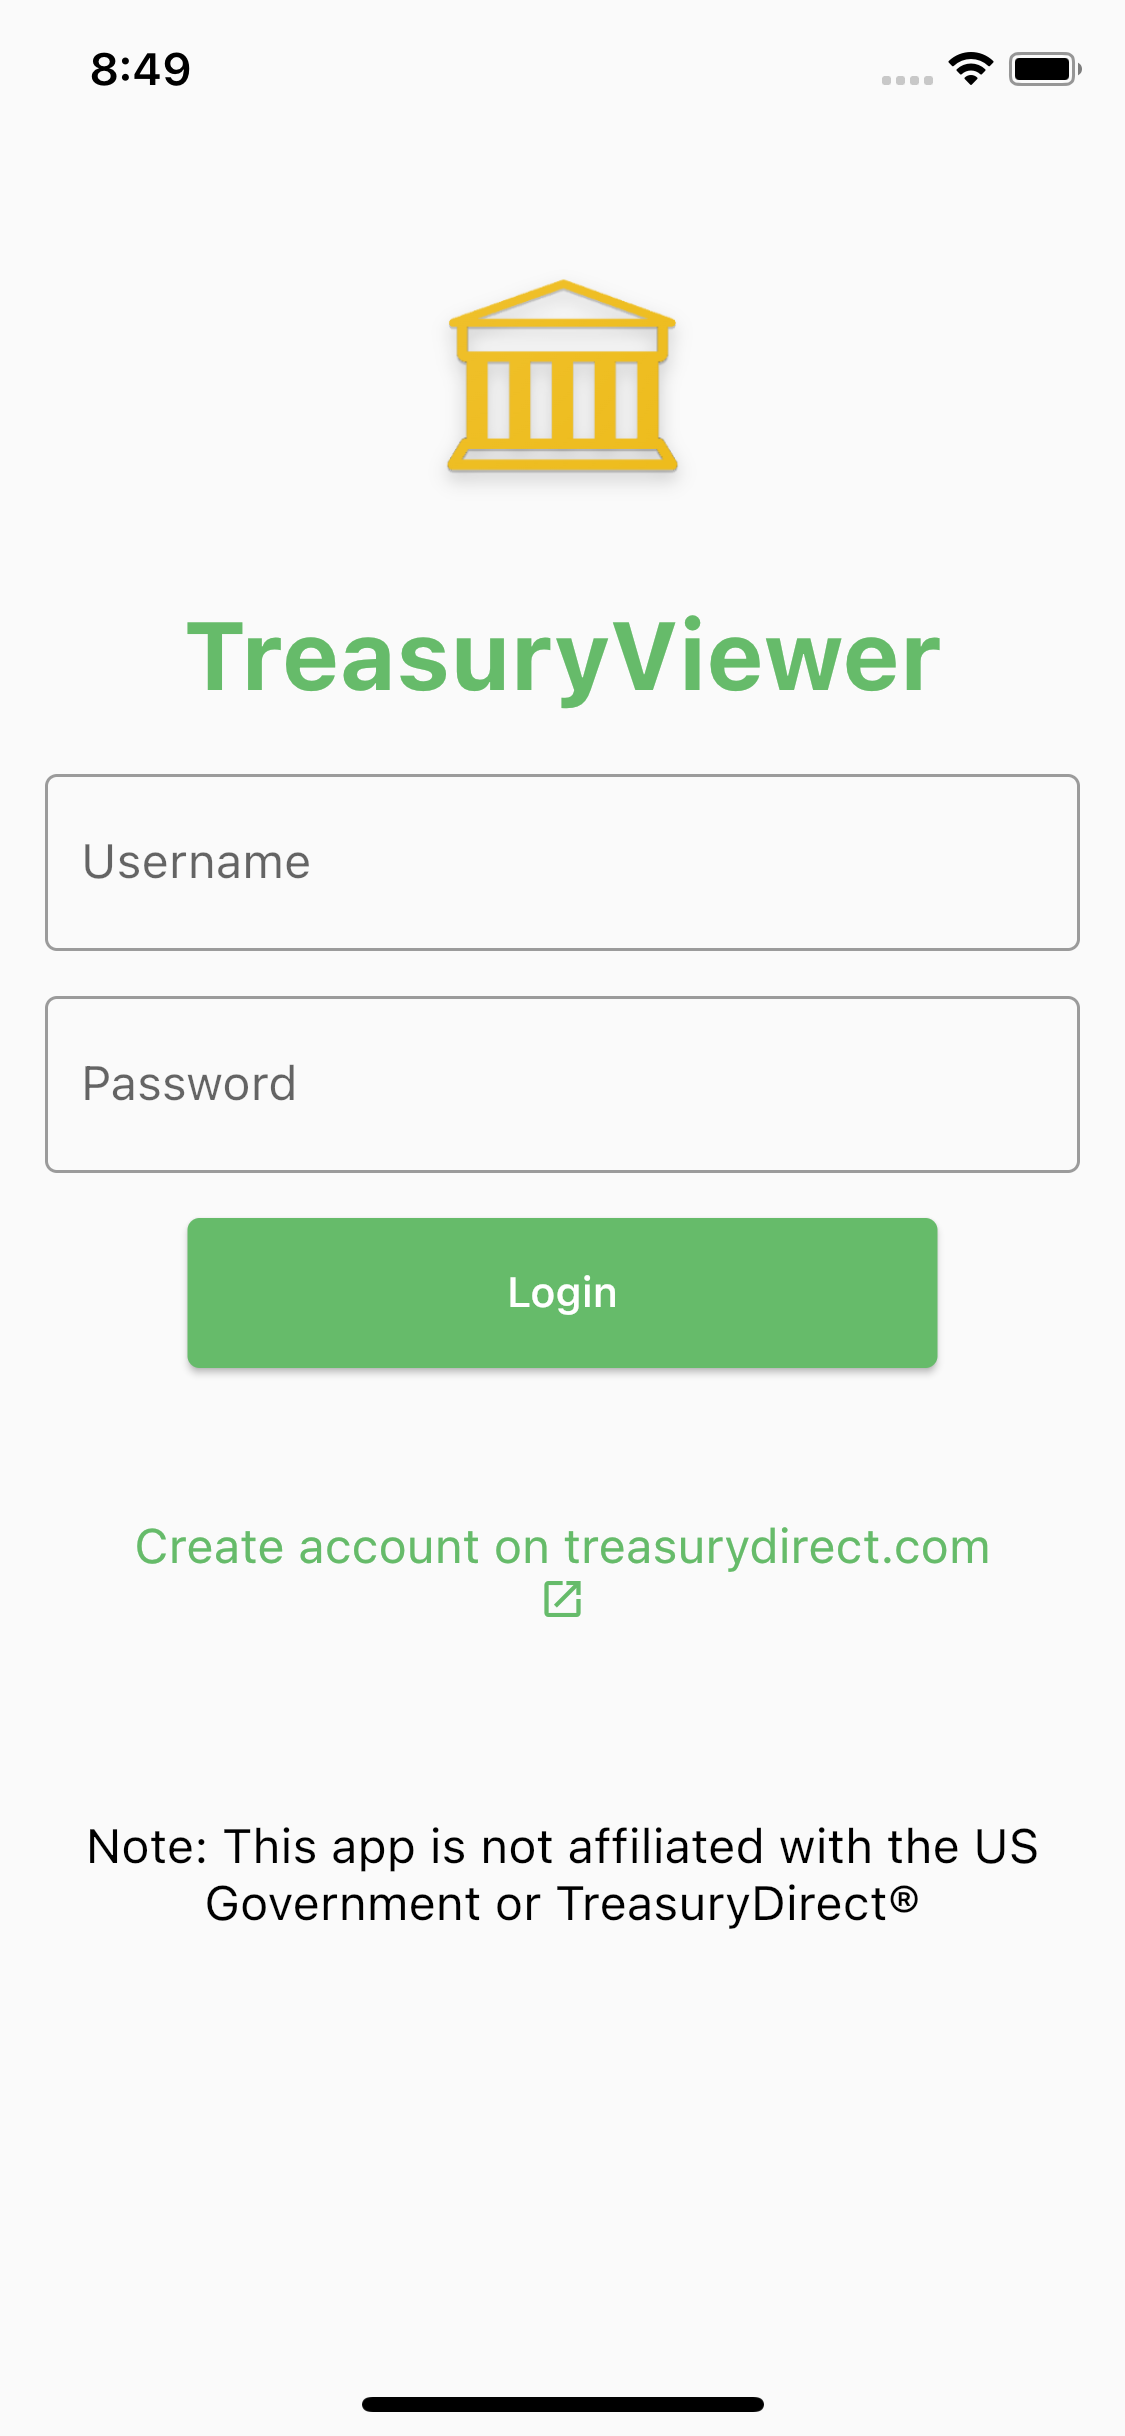 8:49
TreasuryViewer
Username
Password
Login
Create account on treasurydirect.com
Note: This app is not affiliated with the US
Government or TreasuryDirect®